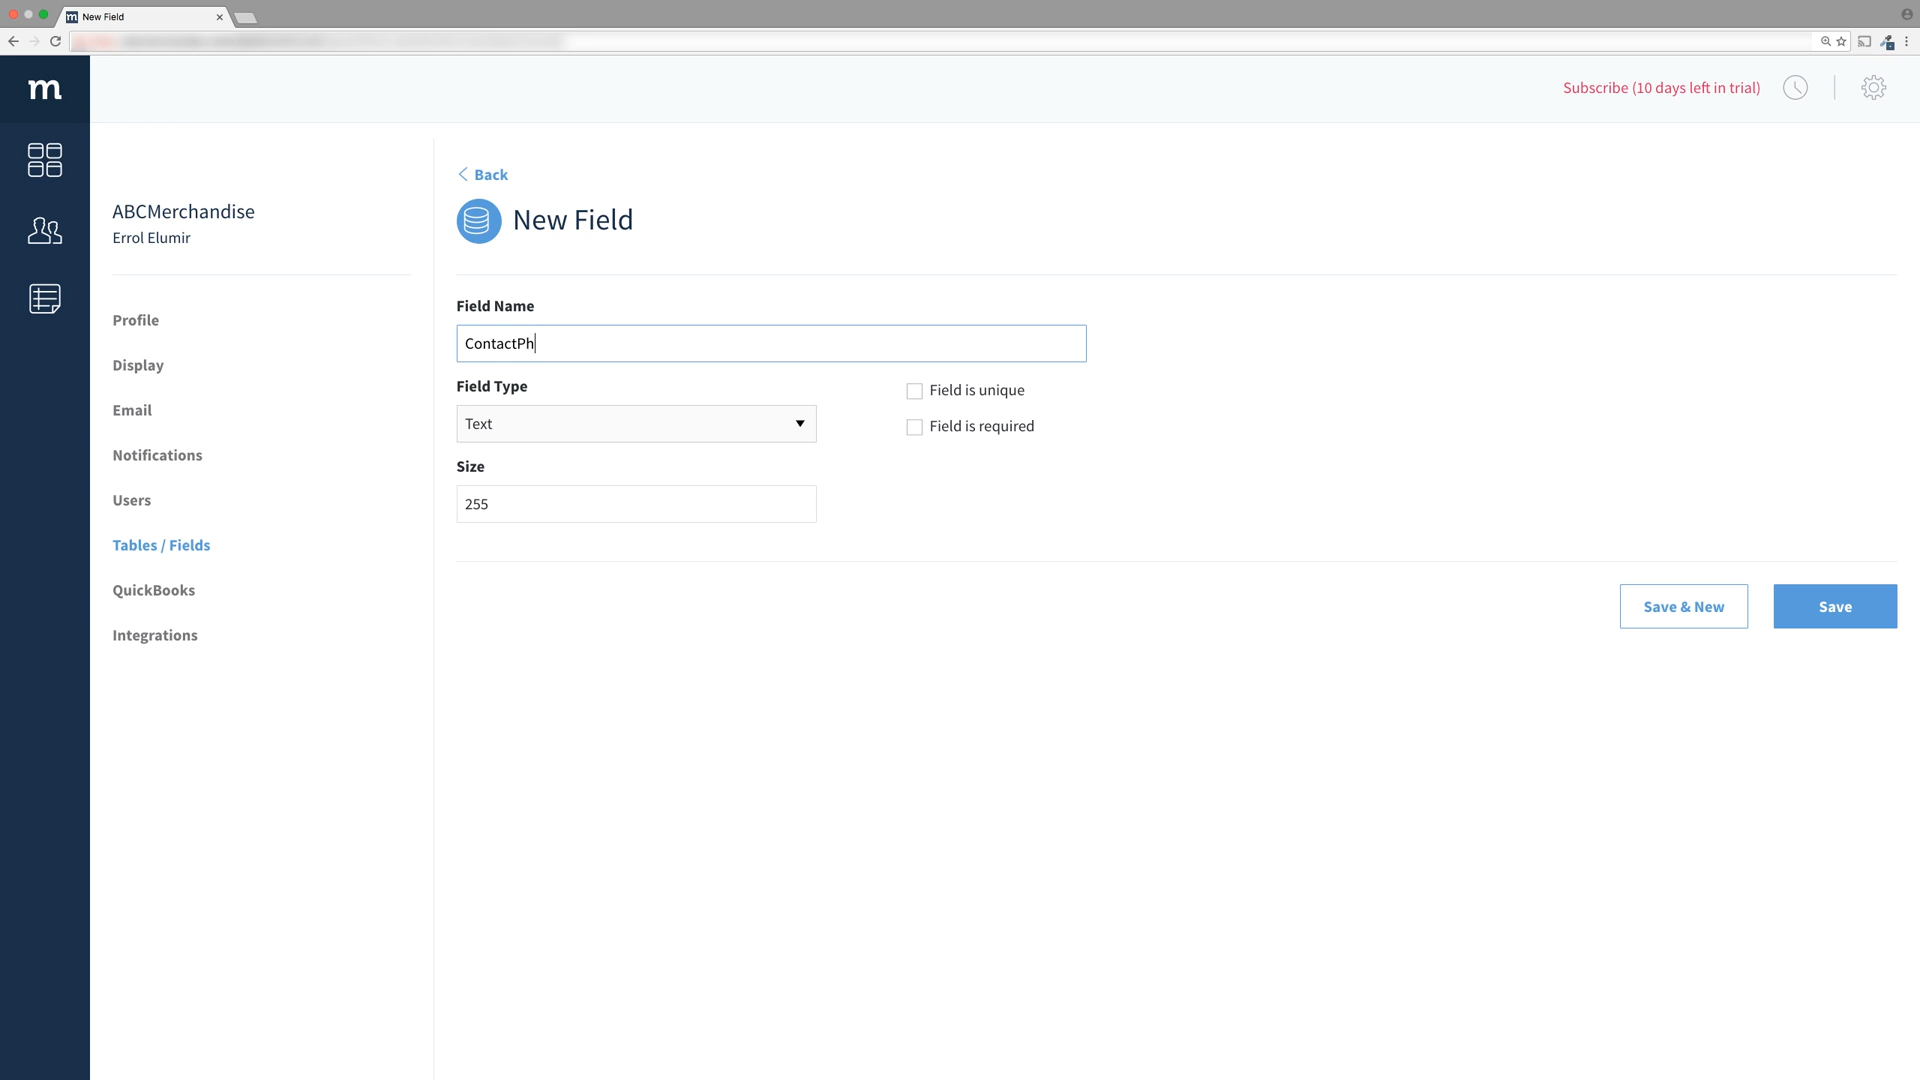 m New Field
m
Subscribe (10 days left in trial)
Back
New Field
ABCMerchandise
Errol Elumir
Profile
Display
Email
Notifications
Users
Tables / Fields
QuickBooks
Integrations
Field Name
ContactPh
Field Type
Text
Field is unique
Field is required
Size
255
Save & New
Save